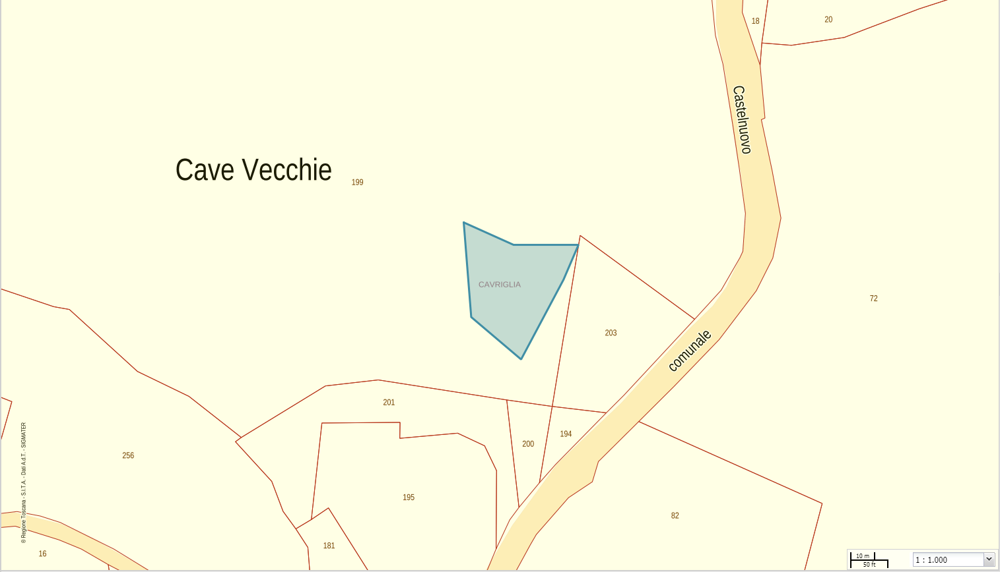 18
20
Castelnuovo
Cave Vecchie
199
CAVRIGLIA
72
203
comunale
201
194
200
256
195
82
181
16
® Regione Toscana - S.I.T.A. - Dati A.d.T. - SIGMATER
10 m
50 ft
1 : 1.000